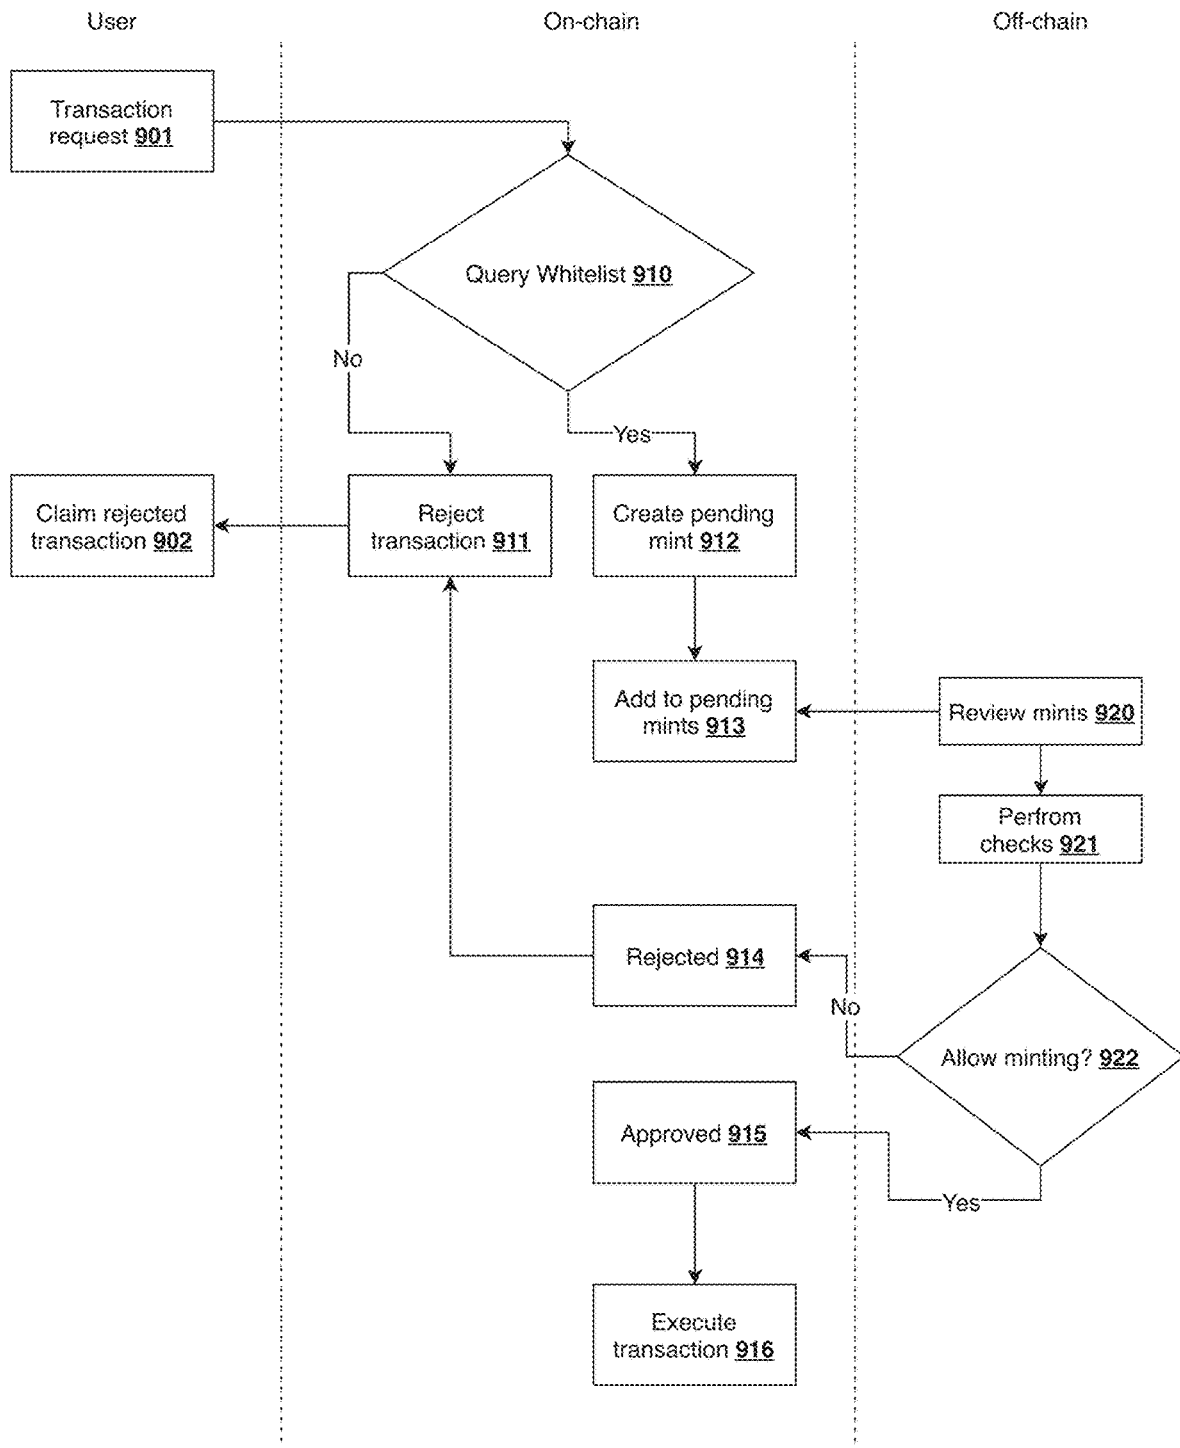 User
On-chain
Off-chain
Transaction
request 901
Query Whitelist 910
No
Yes
Claim rejected
transaction 902
Reject
transaction 911
Create pending
mint 912
Add to pending
mints 913
Review mints 920
Perfrom
checks 921
Rejected 914
No
Allow minting? 922
Approved 915
Yes
Execute
transaction 916